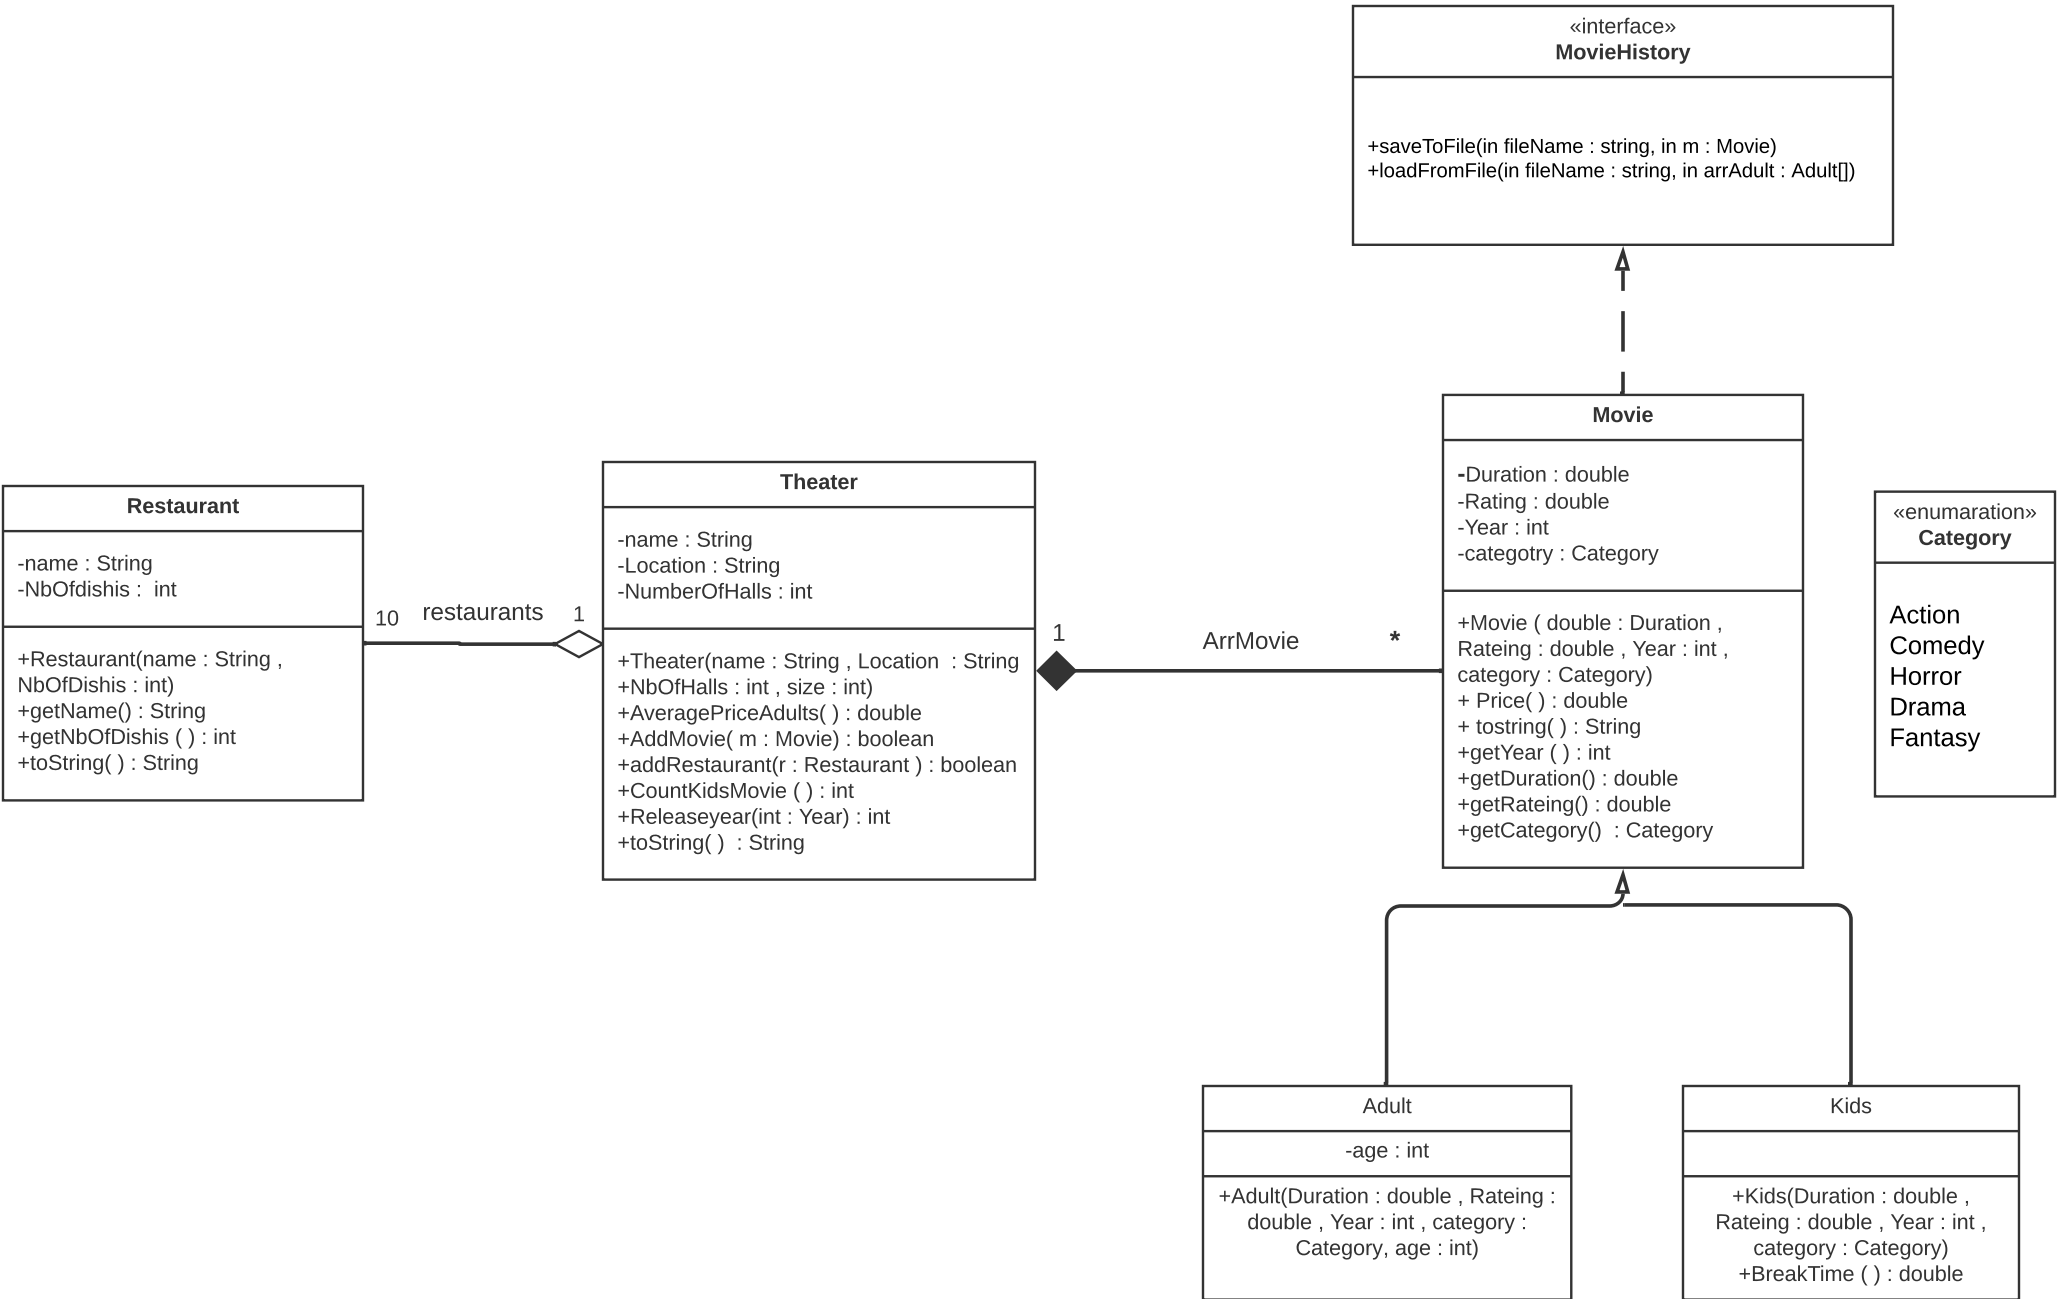 «interface»
MovieHistory
+saveToFile(in fileName : string, in m : Movie)
+loadFromFile(in fileName : string, in arrAdult : Adult[])
Restaurant
-name : String
-NbOfdishis :  int
+Restaurant(name : String ,
NbOfDishis : int)
+getName() : String
+getNbOfDishis ( ) : int
+toString( ) : String
10
restaurants
1
Theater
-name : String
-Location : String
-NumberOfHalls : int
+Theater(name : String , Location  : String
+NbOfHalls : int , size : int)
+AveragePriceAdults( ) : double
+AddMovie( m : Movie) : boolean
+addRestaurant(r : Restaurant ) : boolean
+CountKidsMovie ( ) : int
+Releaseyear(int : Year) : int
+toString( )  : String
1
ArrMovie
*
Movie
-Duration : double
-Rating : double
-Year : int
-categotry : Category
+Movie ( double : Duration ,
Rateing : double , Year : int ,
category : Category)
+ Price( ) : double
+ tostring( ) : String
+getYear ( ) : int
+getDuration() : double
+getRateing() : double
+getCategory()  : Category
«enumaration»
Category
Action
Comedy
Horror
Drama
Fantasy
Adult
-age : int
+Adult(Duration : double , Rateing :
double , Year : int , category :
Category, age : int)
Kids
+Kids(Duration : double ,
Rateing : double , Year : int ,
category : Category)
+BreakTime ( ) : double